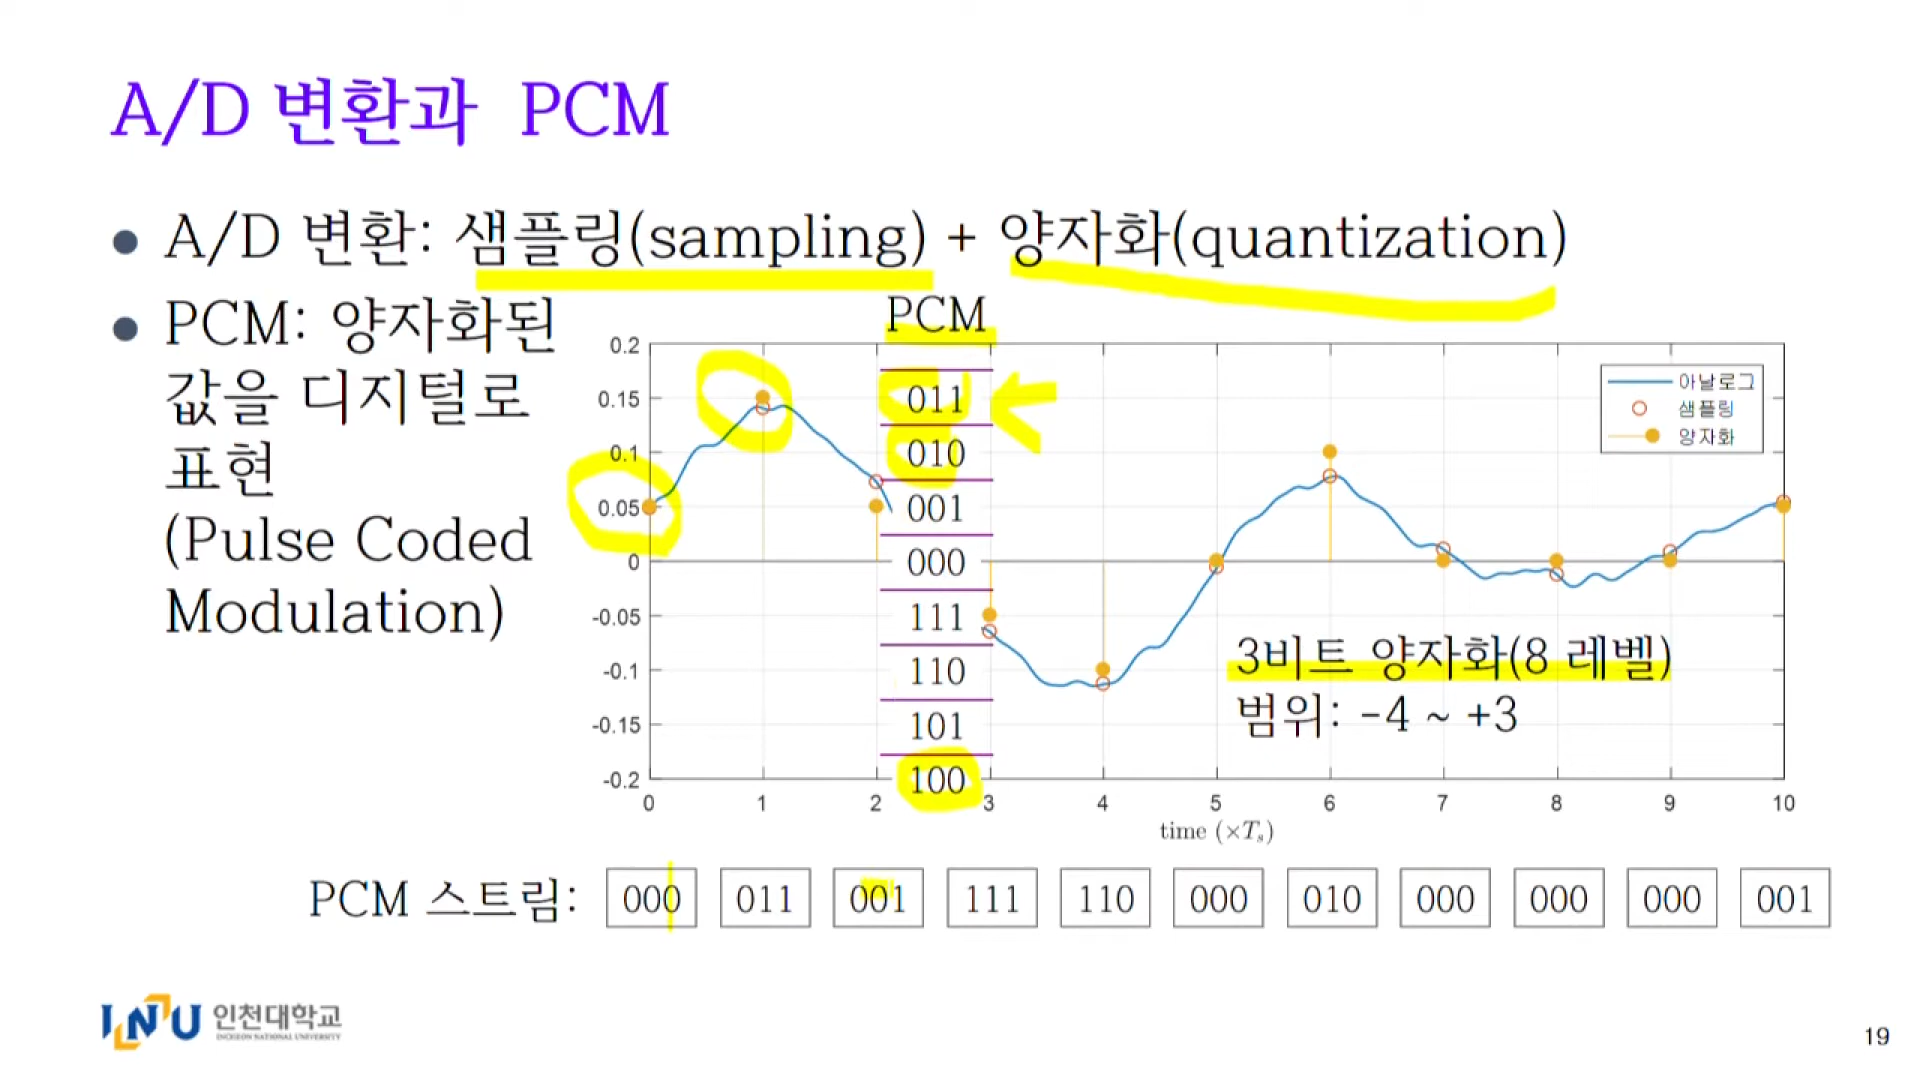 A/D 변환과 PCM
A/D 변환: 샘플링(sampling) + 양자화(quantization)
PCM: 양자화된
값을 디지털로
표현
(Pulse Coded
Modulation)
PCM
0.2
0.15
0.1
0.05
0
-0.05
-0.1
-0.15
-0.2
011
010
001
000
111
110
101
100
아날로그
샘플링
양자화
3비트 양자화(8 레벨)
범위: -4 ~ +3
0 1 2 3 4 5 6 7 8 9 10
time (×Tₛ)
PCM 스트림: 000 011 001 111 110 000 010 000 000 000 001
INU 인천대학교
INCHEON NATIONAL UNIVERSITY
19